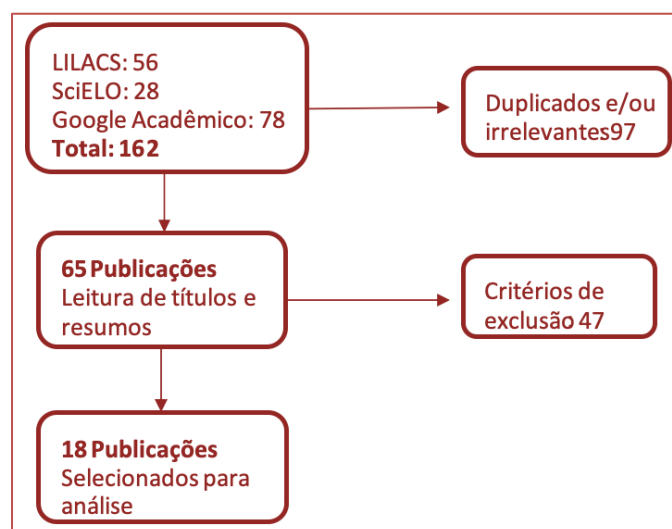 LILACS: 56
SciELO: 28
Google Acadêmico: 78
Total: 162
Duplicados e/ou
irrelevantes97
65 Publicações
Leitura de títulos e
resumos
Critérios de
exclusão 47
18 Publicações
Selecionados para
análise